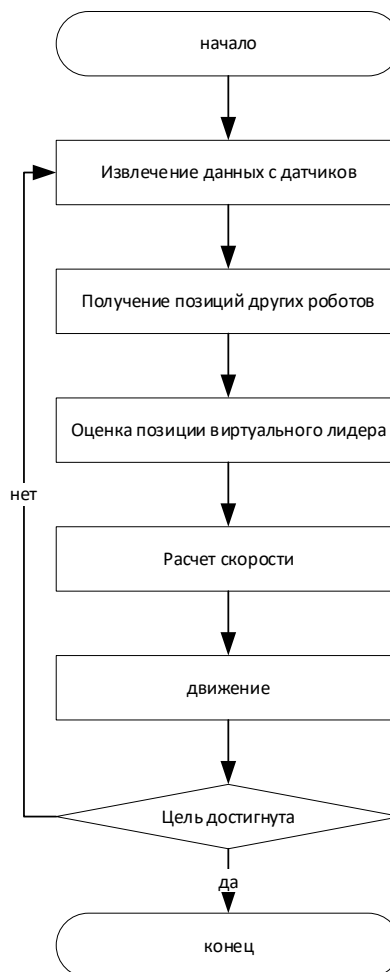 начало
Извлечение данных с датчиков
Получение позиций других роботов
Оценка позиции виртуального лидера
нет
Расчет скорости
движение
Цель достигнута
да
конец